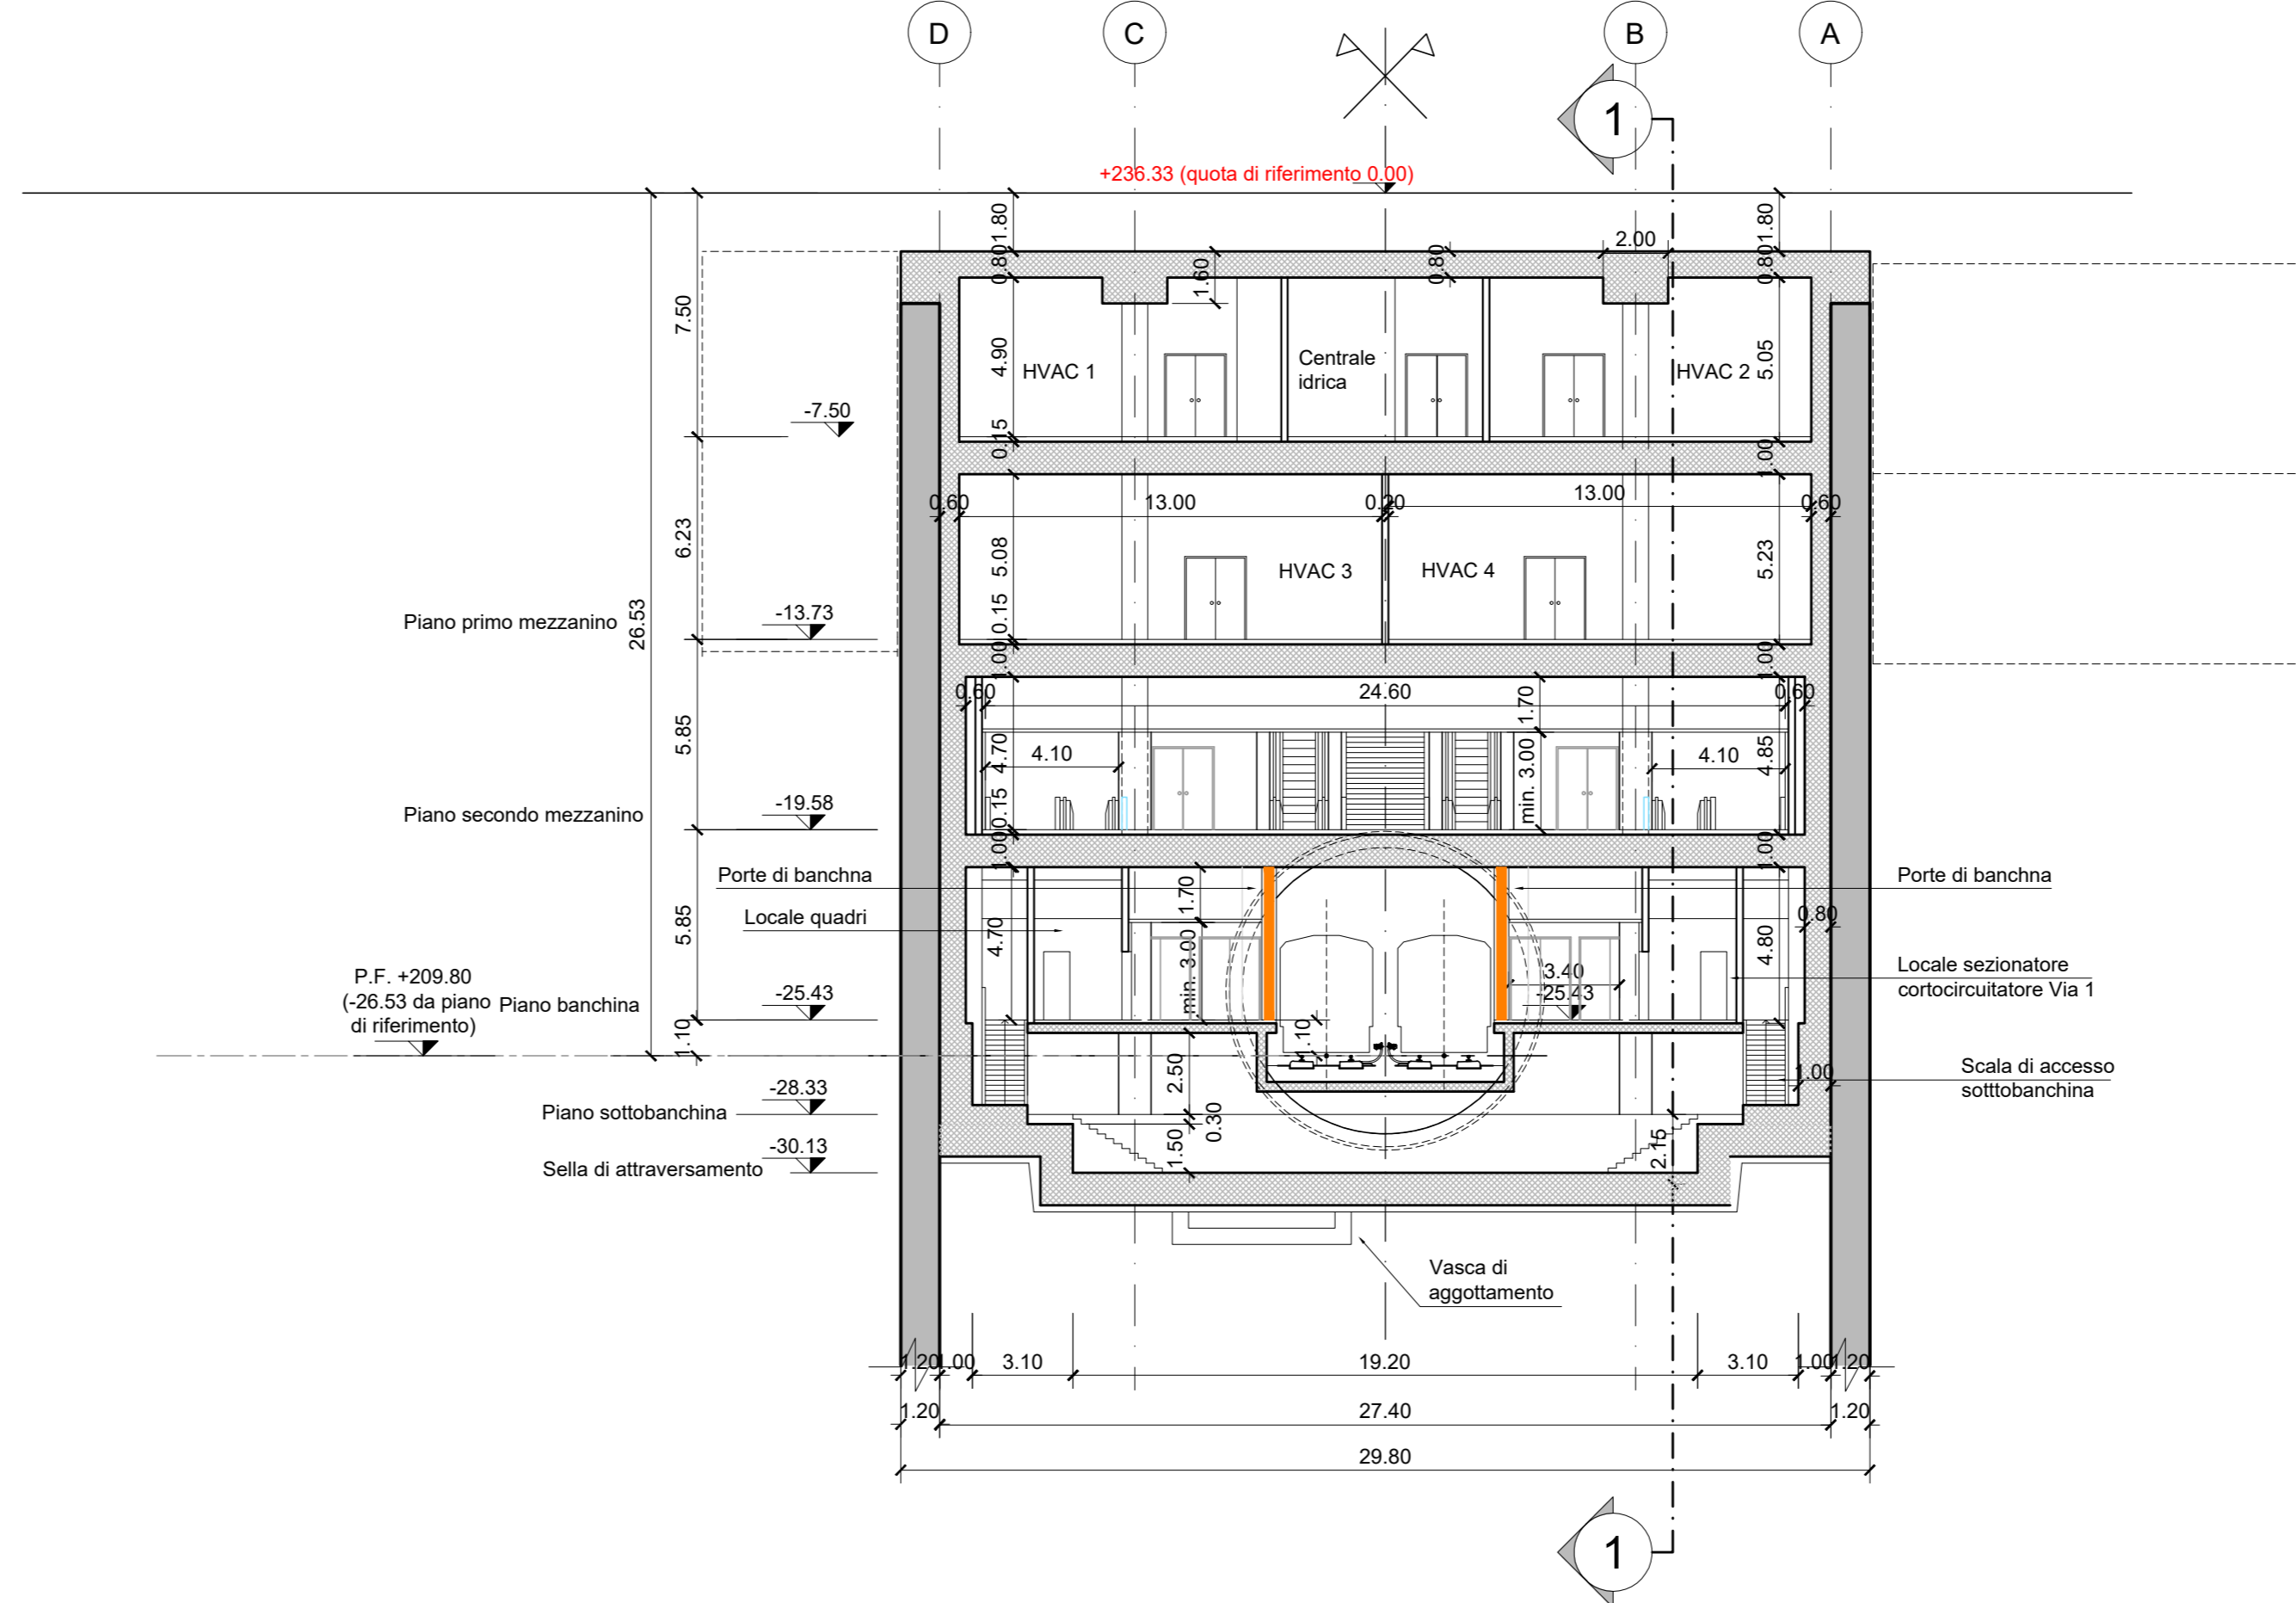 D
C
B
A
1
+236.33 (quota di riferimento 0.00)
1.80
1.80
2.00
0.80
1.60
0.80
0.80
7.50
4.90
HVAC 1
Centrale
idrica
HVAC 2
5.05
-7.50
0.15
1.00
0.60
13.00
0.20
13.00
0.60
6.23
5.08
HVAC 3
HVAC 4
5.23
26.53
Piano primo mezzanino
-13.73
0.15
1.00
1.00
0.60
24.60
0.60
1.70
5.85
4.70
4.10
min. 3.00
4.10
4.85
Piano secondo mezzanino
-19.58
0.15
1.00
1.00
Porte di banchna
Porte di banchna
1.70
Locale quadri
5.85
4.70
min. 3.00
0.80
4.80
P.F. +209.80
(-26.53 da piano
di riferimento)
Piano banchina
-25.43
3.40
-25.43
Locale sezionatore
cortocircuitatore Via 1
1.10
1.10
2.50
1.00
Scala di accesso
sotttobanchina
-28.33
Piano sottobanchina
0.30
1.50
2.15
-30.13
Sella di attraversamento
Vasca di
aggottamento
1.20
1.00
3.10
19.20
3.10
1.00
1.20
1.20
27.40
1.20
29.80
1